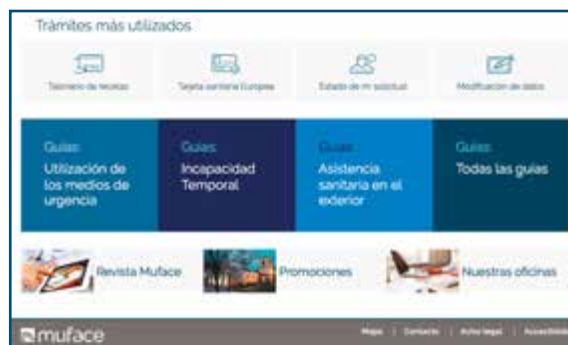 Trámites más utilizados
Talonario de recetas
Tarjeta sanitaria Europea
Estado de mi solicitud
Modificación de datos
Guías:
Utilización de
los medios de
urgencia
Guías:
Incapacidad
Temporal
Guías:
Asistencia
sanitaria en el
exterior
Guías:
Todas las guías
Revista Muface
Promociones
Nuestras oficinas
muface
Mapa | Contacto | Aviso legal | Accesibilid